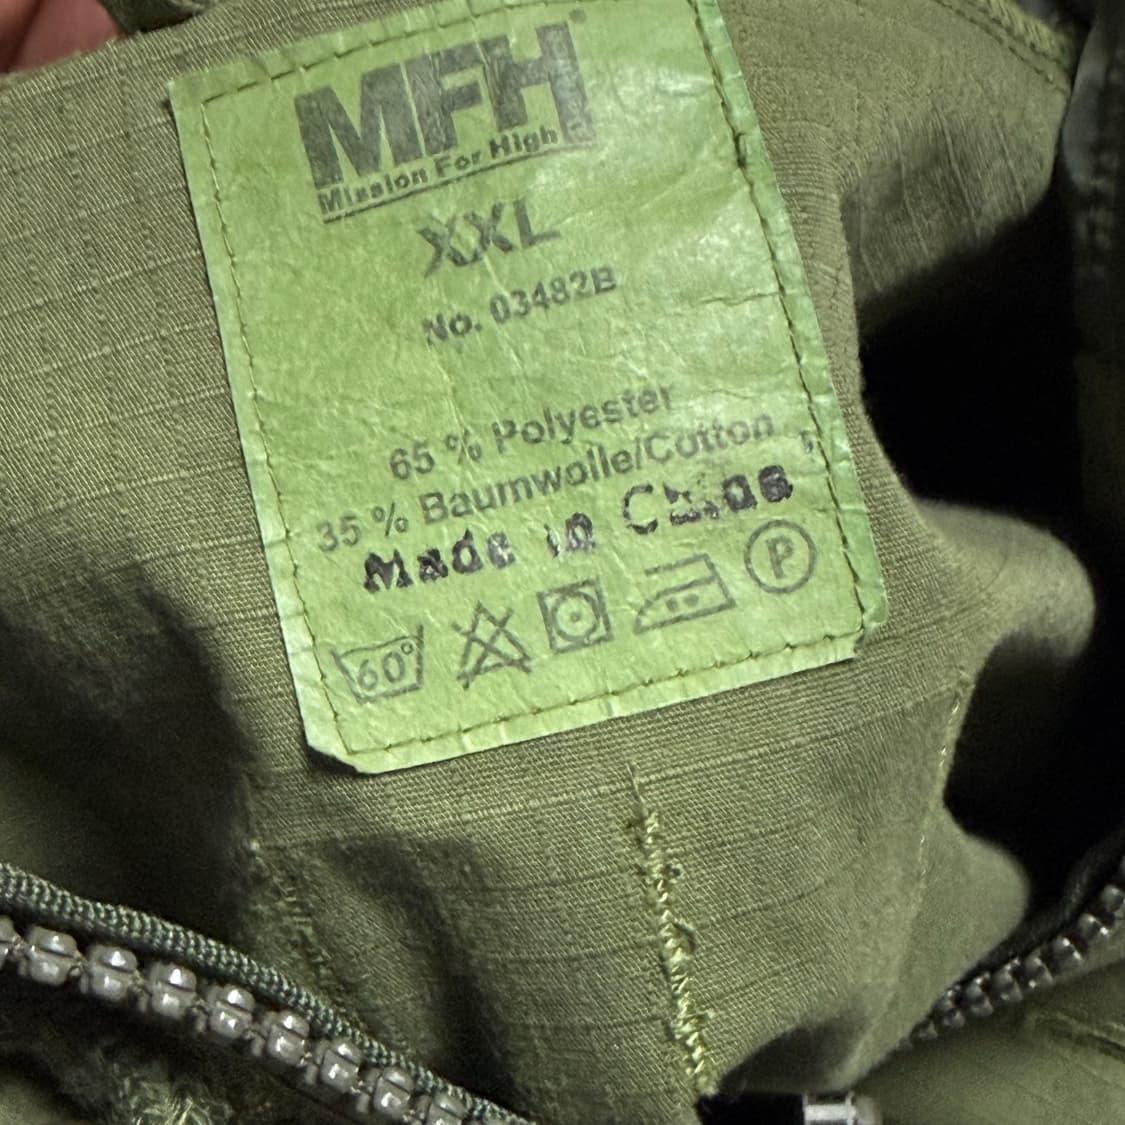 MFH
Mission For High
XXL
No. 03482B
65 % Polyester
35 % Baumwolle/Cotton
Made in
60°
P